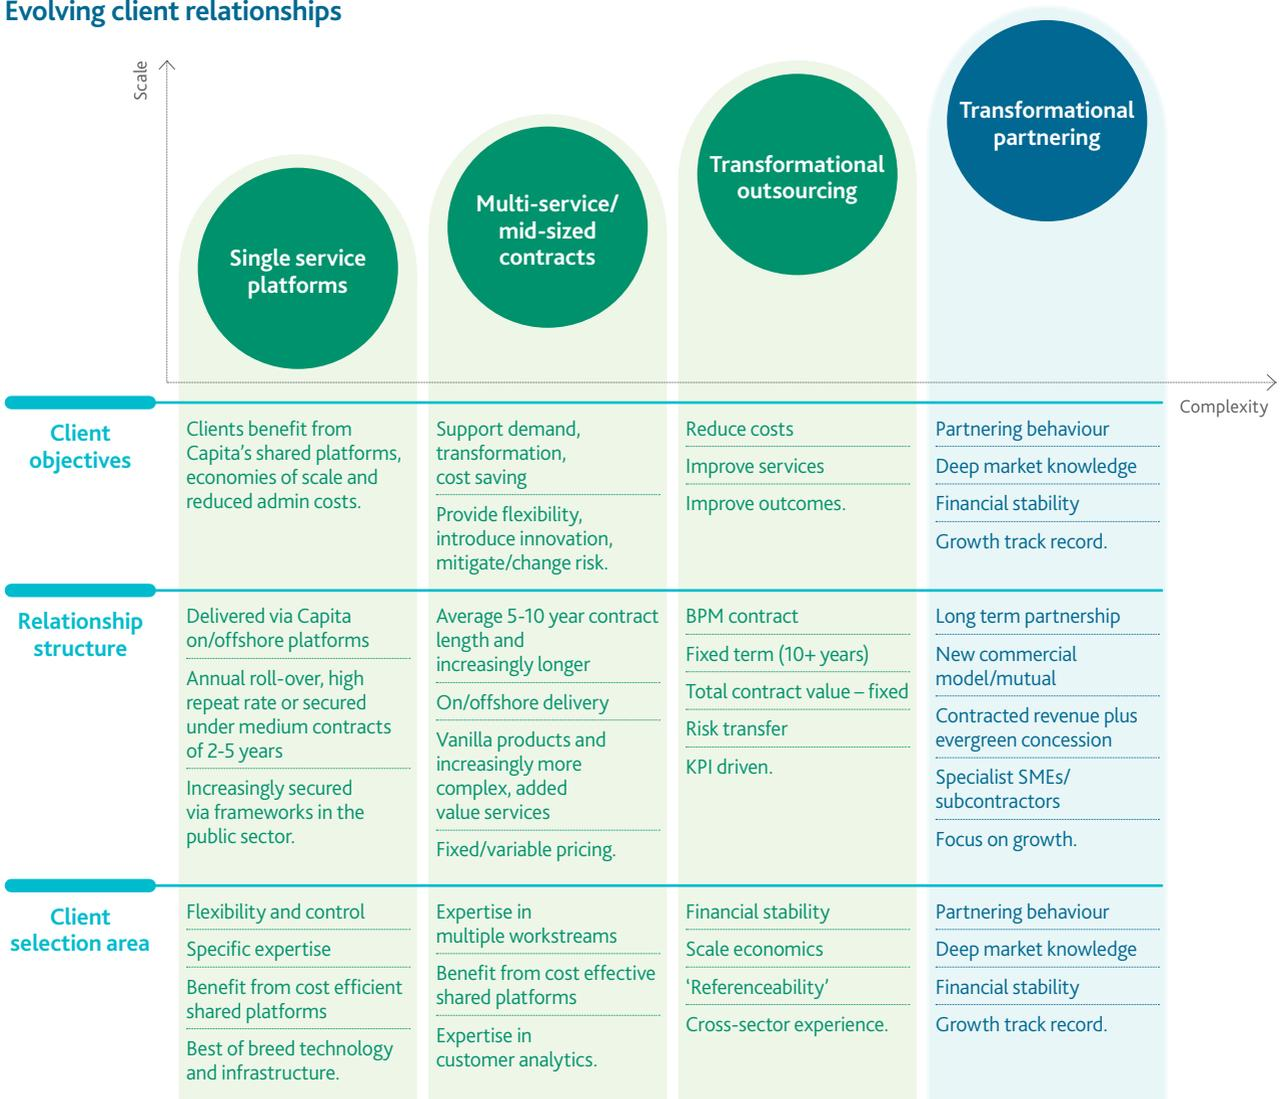 Evolving client relationships
Scale
Single service
platforms
Multi-service/
mid-sized
contracts
Transformational
outsourcing
Transformational
partnering
Complexity
Client
objectives
Clients benefit from
Capita’s shared platforms,
economies of scale and
reduced admin costs.
Support demand,
transformation,
cost saving
Provide flexibility,
introduce innovation,
mitigate/change risk.
Reduce costs
Improve services
Improve outcomes.
Partnering behaviour
Deep market knowledge
Financial stability
Growth track record.
Relationship
structure
Delivered via Capita
on/offshore platforms
Annual roll-over, high
repeat rate or secured
under medium contracts
of 2-5 years
Increasingly secured
via frameworks in the
public sector.
Average 5-10 year contract
length and
increasingly longer
On/offshore delivery
Vanilla products and
increasingly more
complex, added
value services
Fixed/variable pricing.
BPM contract
Fixed term (10+ years)
Total contract value – fixed
Risk transfer
KPI driven.
Long term partnership
New commercial
model/mutual
Contracted revenue plus
evergreen concession
Specialist SMEs/
subcontractors
Focus on growth.
Client
selection area
Flexibility and control
Specific expertise
Benefit from cost efficient
shared platforms
Best of breed technology
and infrastructure.
Expertise in
multiple workstreams
Benefit from cost effective
shared platforms
Expertise in
customer analytics.
Financial stability
Scale economics
‘Referenceability’
Cross-sector experience.
Partnering behaviour
Deep market knowledge
Financial stability
Growth track record.